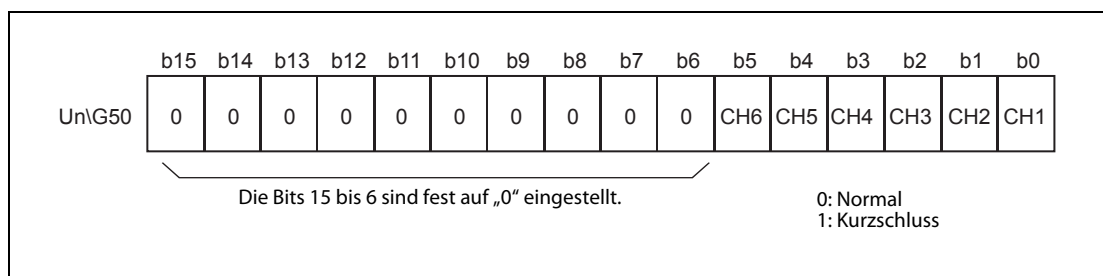 b15 b14 b13 b12 b11 b10 b9 b8 b7 b6 b5 b4 b3 b2 b1 b0
Un\G50 0 0 0 0 0 0 0 0 0 0 CH6 CH5 CH4 CH3 CH2 CH1
Die Bits 15 bis 6 sind fest auf „0“ eingestellt.
0: Normal
1: Kurzschluss